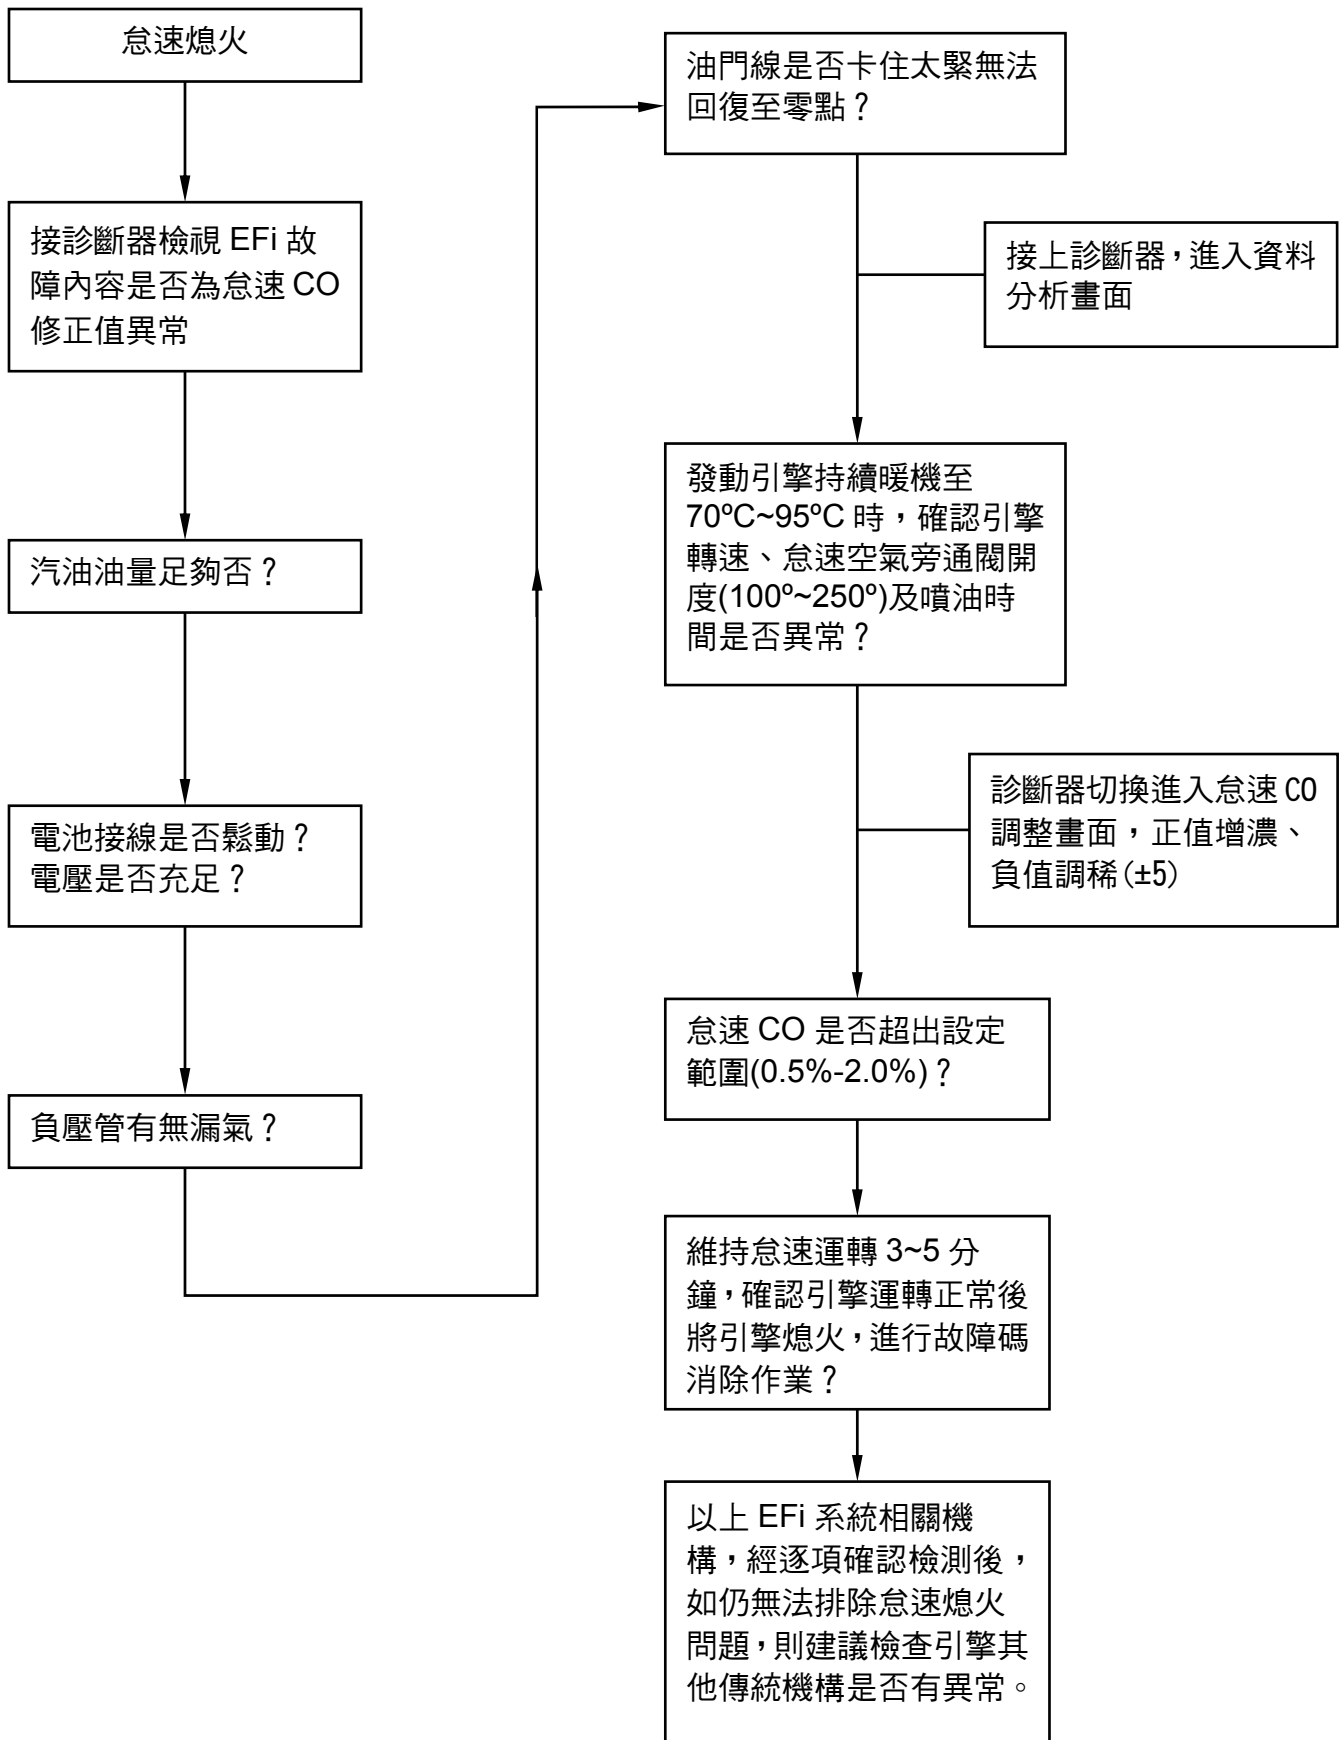 怠速熄火
接診斷器檢視 EFi 故
障內容是否為怠速 CO
修正值異常
汽油油量足夠否？
電池接線是否鬆動？
電壓是否充足？
負壓管有無漏氣？
油門線是否卡住太緊無法
回復至零點？
接上診斷器，進入資料
分析畫面
發動引擎持續暖機至
70ºC~95ºC 時，確認引擎
轉速、怠速空氣旁通閥開
度(100º~250º)及噴油時
間是否異常？
診斷器切換進入怠速 CO
調整畫面，正值增濃、
負值調稀(±5)
怠速 CO 是否超出設定
範圍(0.5%-2.0%)？
維持怠速運轉 3~5 分
鐘，確認引擎運轉正常後
將引擎熄火，進行故障碼
消除作業？
以上 EFi 系統相關機
構，經逐項確認檢測後，
如仍無法排除怠速熄火
問題，則建議檢查引擎其
他傳統機構是否有異常。